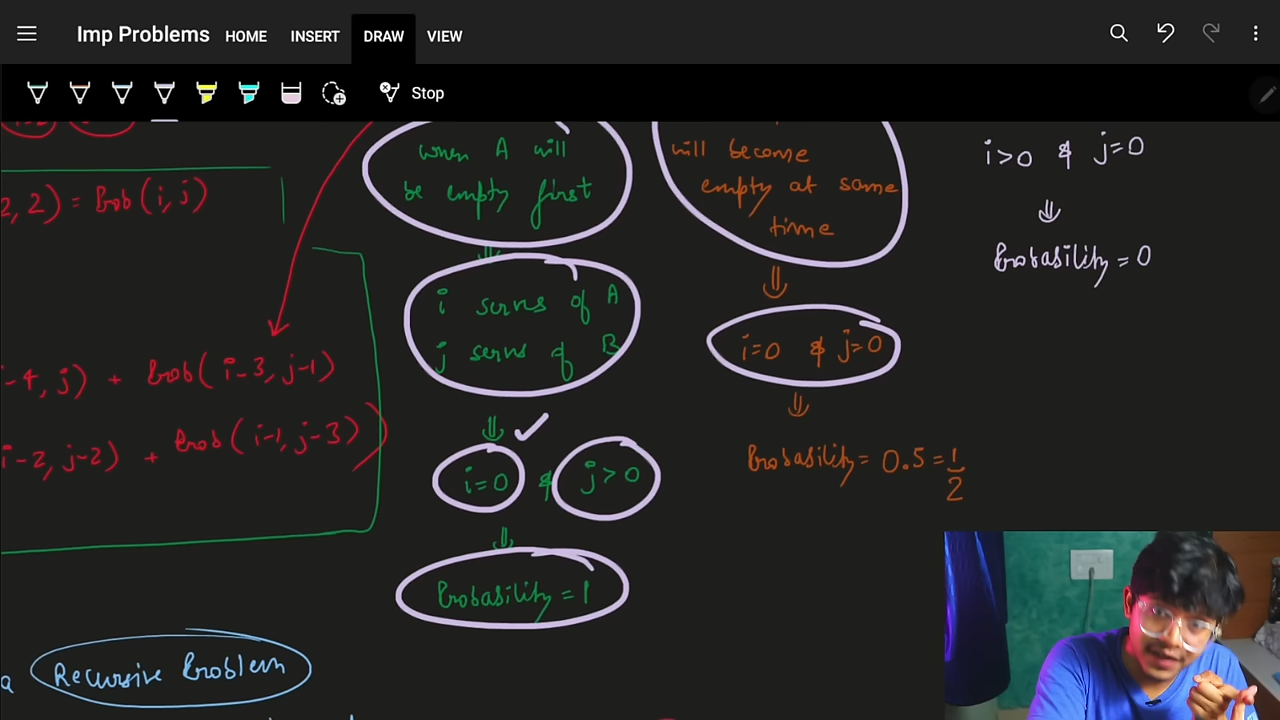 Imp Problems HOME INSERT DRAW VIEW
Stop
2, 2) = Prob(i, j)
-4, j) + Prob(i-3, j-1)
i-2, j-2) + Prob(i-1, j-3))
when A will
be empty first
i servns of A
j servns of B
i=0 & j>0
Probability = 1
will become
empty at same
time
i=0 & j=0
Probability = 0.5 = 1/2
i>0 & j=0
Probability = 0
a Recursive Problem